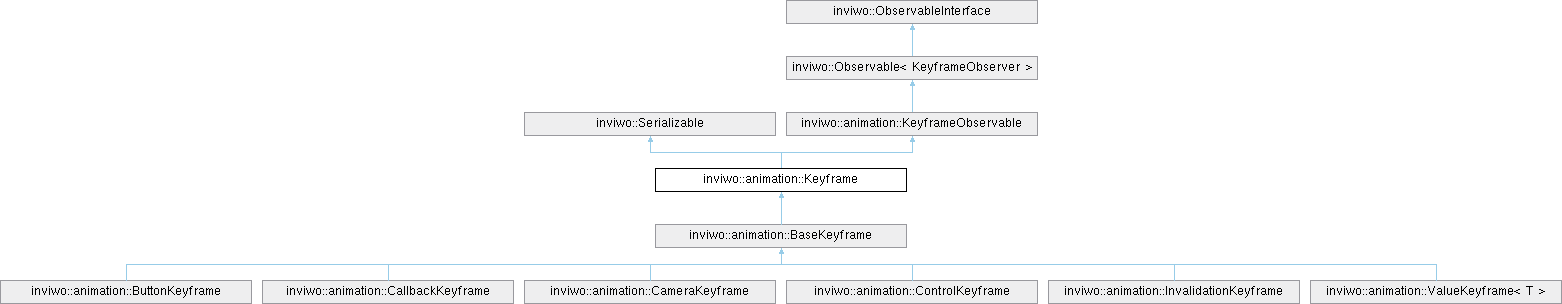 inviwo::ObservableInterface
inviwo::Observable< KeyframeObserver >
inviwo::Serializable
inviwo::animation::KeyframeObservable
inviwo::animation::Keyframe
inviwo::animation::BaseKeyframe
inviwo::animation::ButtonKeyframe
inviwo::animation::CallbackKeyframe
inviwo::animation::CameraKeyframe
inviwo::animation::ControlKeyframe
inviwo::animation::InvalidationKeyframe
inviwo::animation::ValueKeyframe< T >